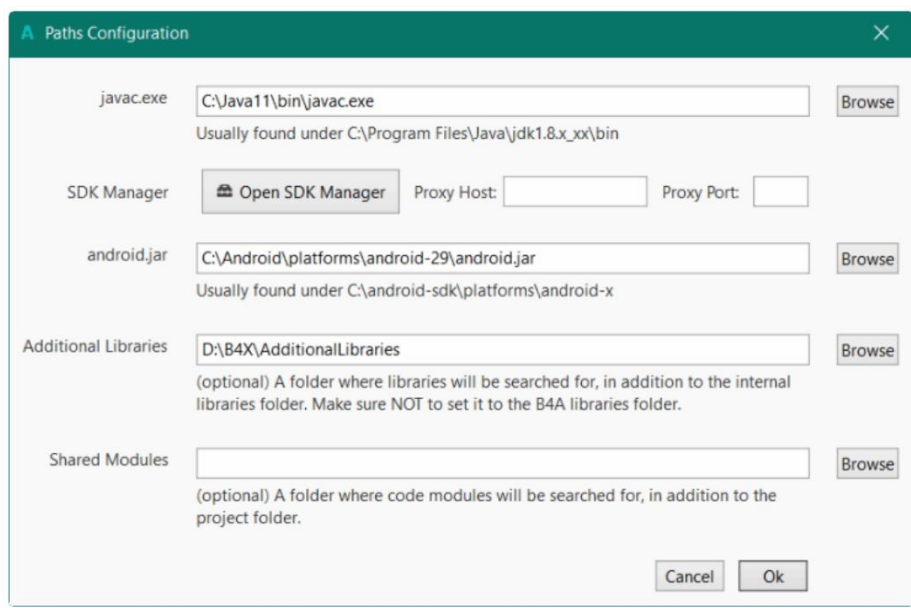 A Paths Configuration
javac.exe C:\Java11\bin\javac.exe Browse
Usually found under C:\Program Files\Java\jdk1.8.x_xx\bin
SDK Manager Open SDK Manager Proxy Host: Proxy Port:
android.jar C:\Android\platforms\android-29\android.jar Browse
Usually found under C:\android-sdk\platforms\android-x
Additional Libraries D:\B4X\AdditionalLibraries Browse
(optional) A folder where libraries will be searched for, in addition to the internal
libraries folder. Make sure NOT to set it to the B4A libraries folder.
Shared Modules Browse
(optional) A folder where code modules will be searched for, in addition to the
project folder.
Cancel Ok